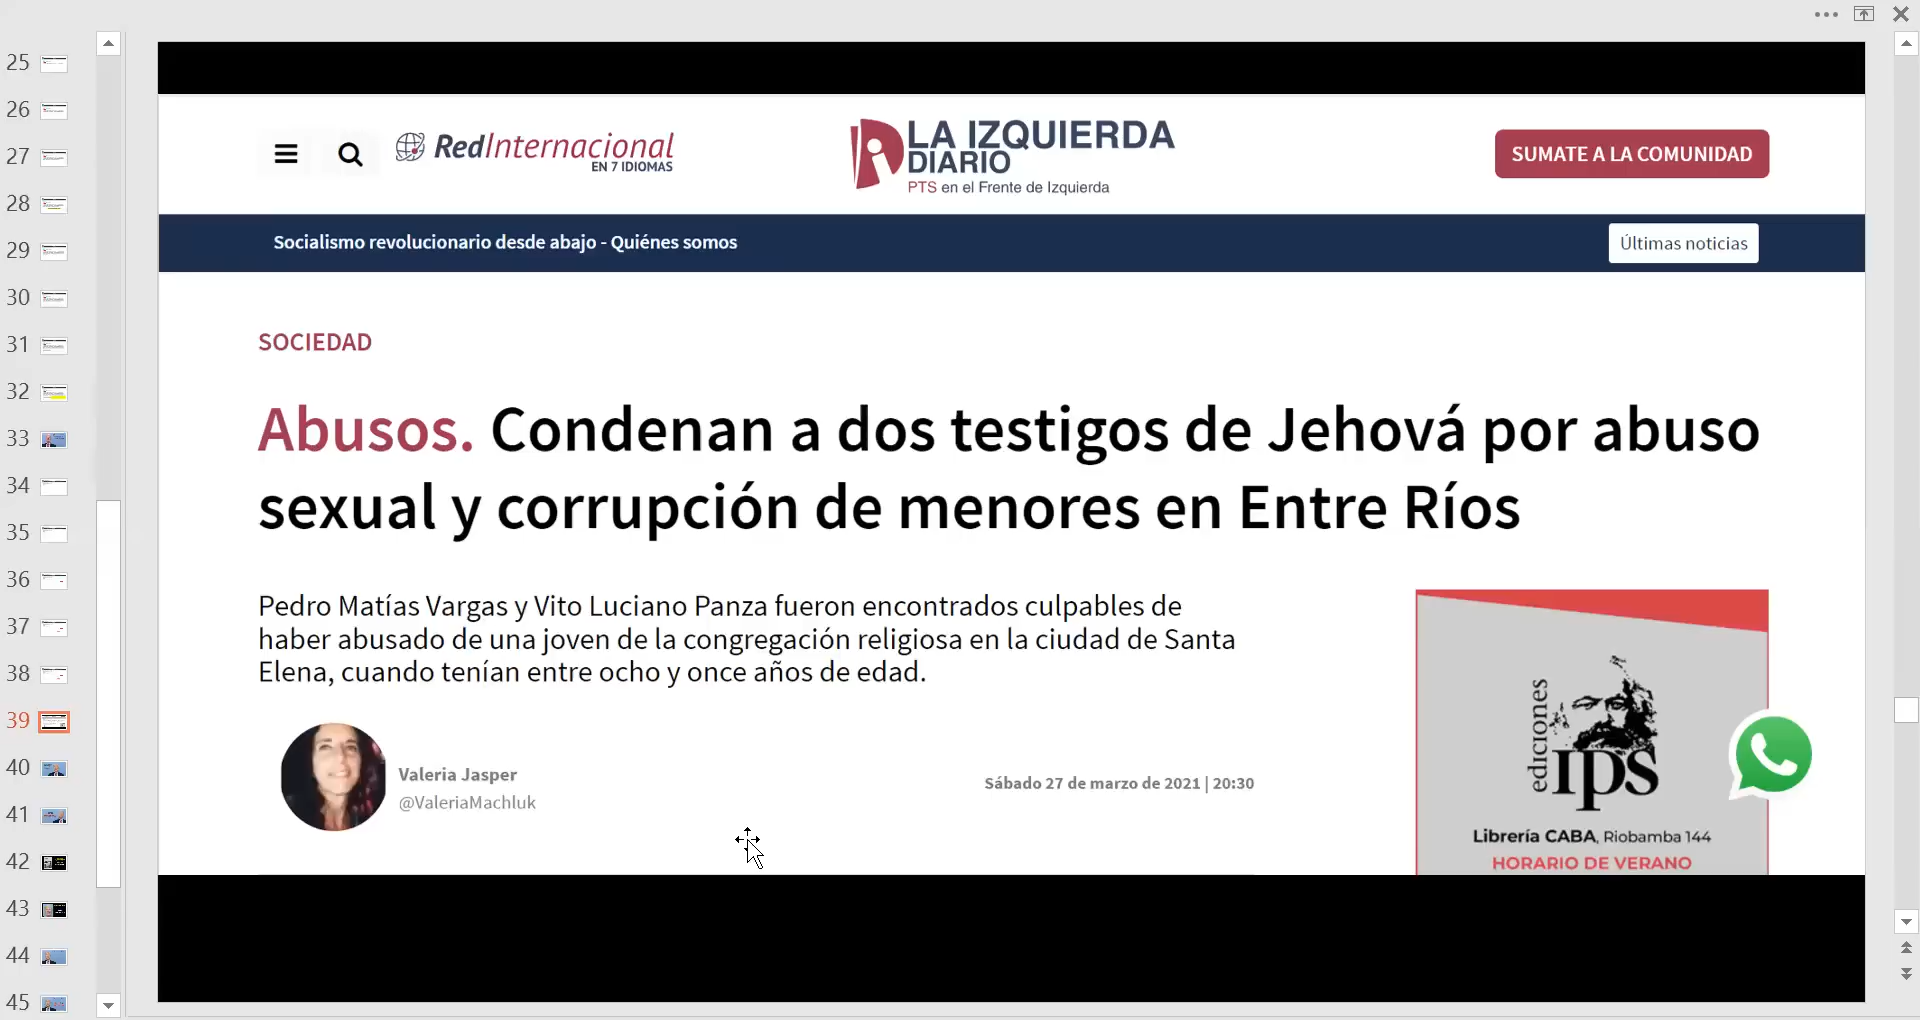 25
26
27
28
29
30
31
32
33
34
35
36
37
38
39
40
41
42
43
44
45
RedInternacional
EN 7 IDIOMAS
LA IZQUIERDA
DIARIO
PTS en el Frente de Izquierda
SUMATE A LA COMUNIDAD
Socialismo revolucionario desde abajo - Quiénes somos
Últimas noticias
SOCIEDAD
Abusos. Condenan a dos testigos de Jehová por abuso
sexual y corrupción de menores en Entre Ríos
Pedro Matías Vargas y Vito Luciano Panza fueron encontrados culpables de
haber abusado de una joven de la congregación religiosa en la ciudad de Santa
Elena, cuando tenían entre ocho y once años de edad.
Valeria Jasper
@ValeriaMachluk
Sábado 27 de marzo de 2021 | 20:30
ediciones
ips
Librería CABA, Riobamba 144
HORARIO DE VERANO